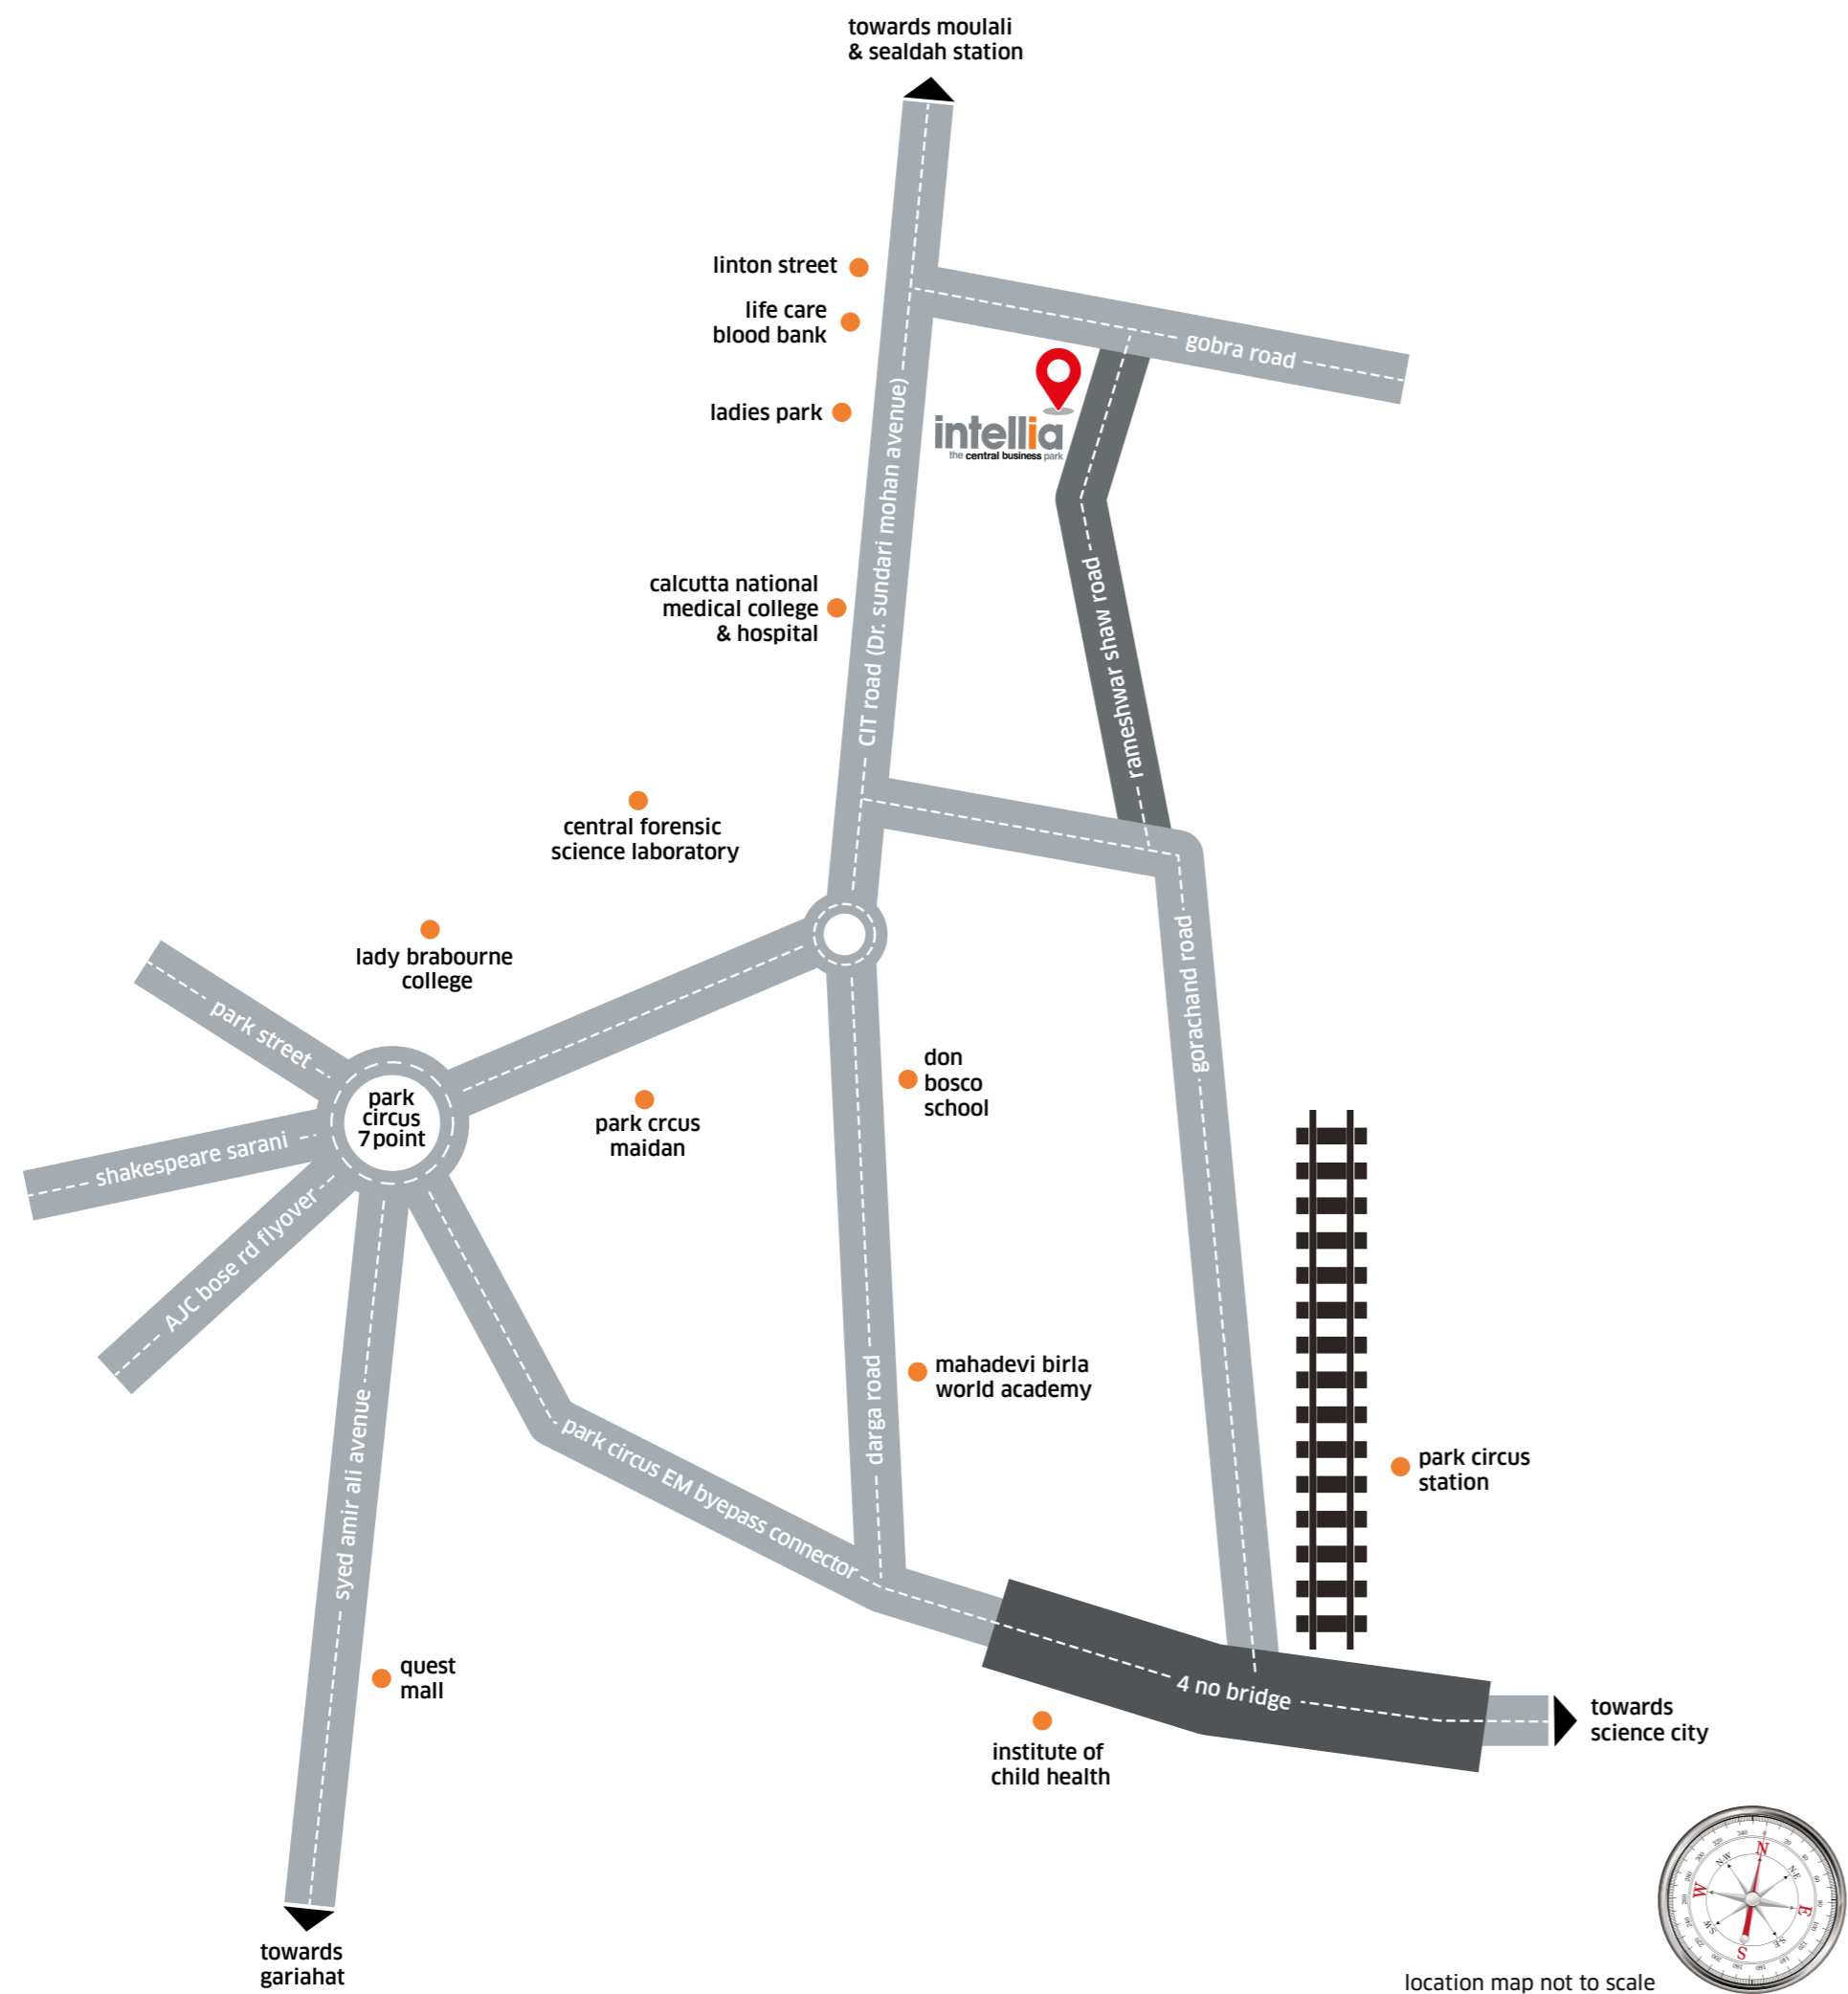 towards moulali
& sealdah station
linton street
life care
blood bank
gobra road
ladies park
intellia
the central business park
CIT road (Dr. sundari mohan avenue)
rameshwar shaw road
calcutta national
medical college
& hospital
central forensic
science laboratory
lady brabourne
college
gorachand road
park street
park
circus
7 point
shakespeare sarani
AJC bose rd flyover
don
bosco
school
park crcus
maidan
syed amir ali avenue
park circus EM byepass connector
darga road
mahadevi birla
world academy
park circus
station
quest
mall
4 no bridge
towards
science city
institute of
child health
towards
gariahat
N
N-E
E
S-E
S
S-W
W
N-W
location map not to scale